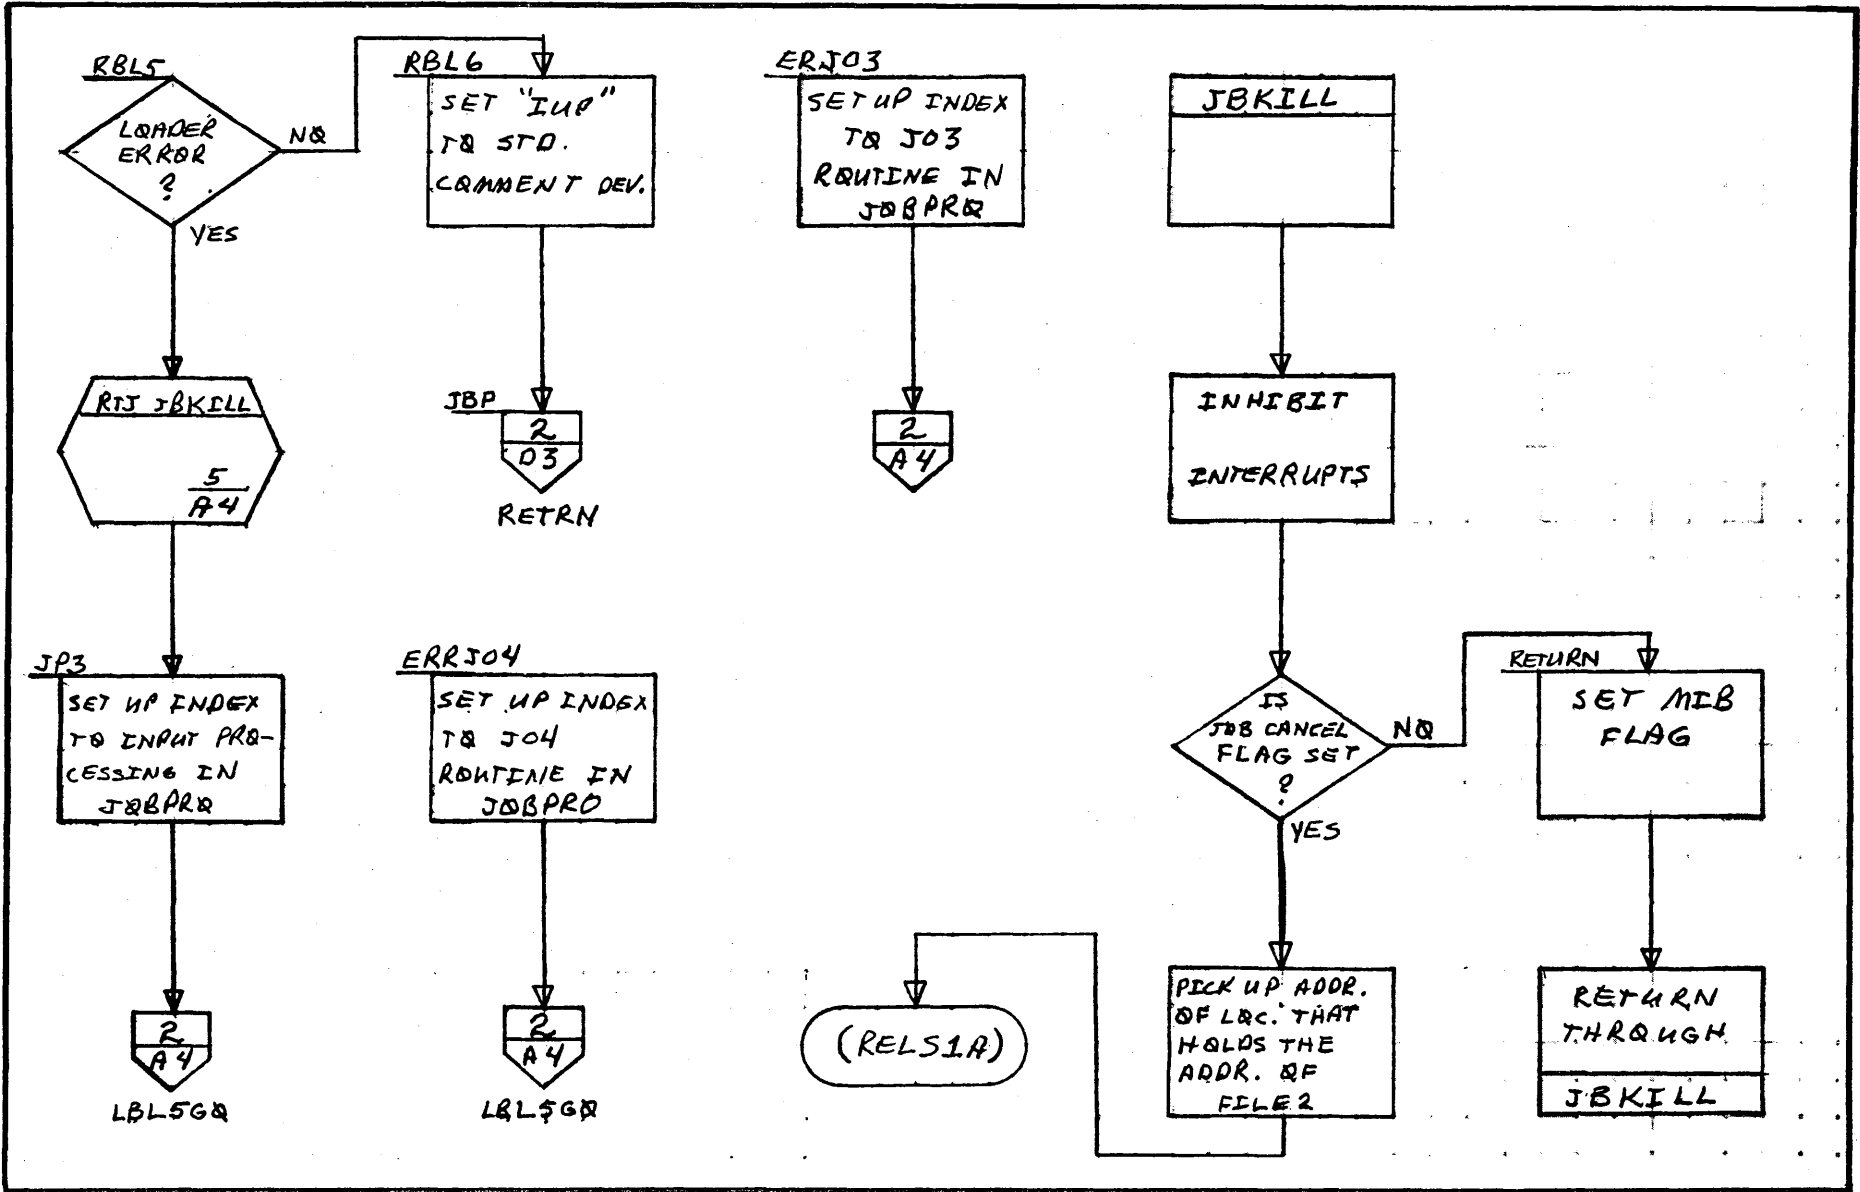 RBL5
LOADER
ERROR
?
NO
YES
RTJ JBKILL
5
A4
JP3
SET UP INDEX
TO INPUT PRO-
CESSING IN
JOBPRO
2
A4
LBL5GO
RBL6
SET "IUP"
TO STD.
COMMENT DEV.
JBP
2
D3
RETRN
ERRJ04
SET UP INDEX
TO J04
ROUTINE IN
JOBPRO
2
A4
LBL5GO
ERJ03
SET UP INDEX
TO J03
ROUTINE IN
JOBPRO
2
A4
JBKILL
INHIBIT
INTERRUPTS
IS
JOB CANCEL
FLAG SET
?
NO
YES
PICK UP ADDR.
OF LOC. THAT
HOLDS THE
ADDR. OF
FILE2
(RELS1A)
RETURN
SET MIB
FLAG
RETURN
THROUGH
JBKILL